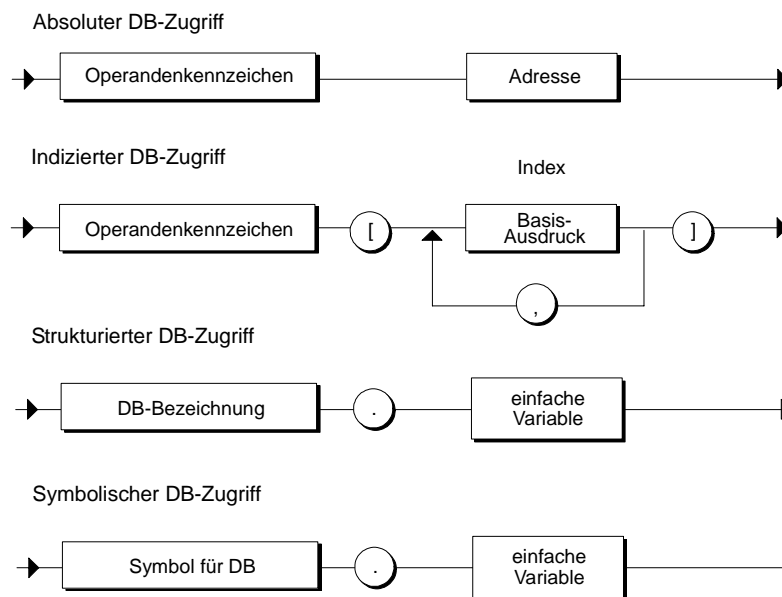 Absoluter DB-Zugriff
Operandenkennzeichen
Adresse
Indizierter DB-Zugriff
Index
Operandenkennzeichen
[
Basis-
Ausdruck
]
,
Strukturierter DB-Zugriff
DB-Bezeichnung
.
einfache
Variable
Symbolischer DB-Zugriff
Symbol für DB
.
einfache
Variable